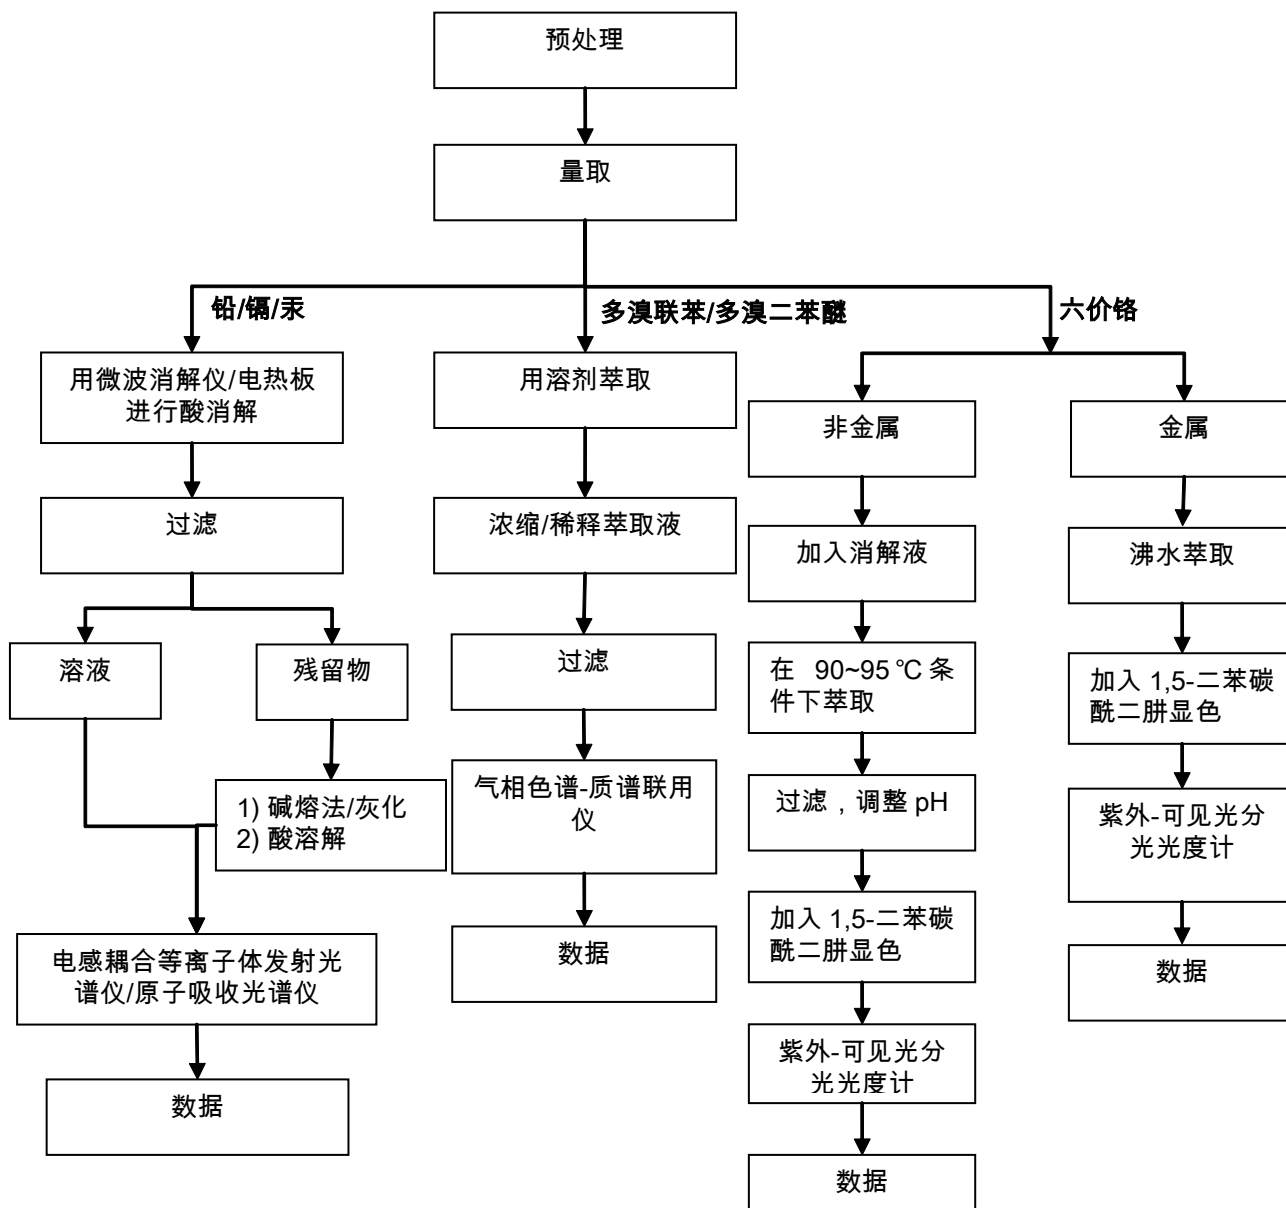 预处理
量取
铅/镉/汞
多溴联苯/多溴二苯醚
六价铬
用微波消解仪/电热板
进行酸消解
过滤
溶液
残留物
1) 碱熔法/灰化
2) 酸溶解
电感耦合等离子体发射光
谱仪/原子吸收光谱仪
数据
用溶剂萃取
浓缩/稀释萃取液
过滤
气相色谱-质谱联用
仪
数据
非金属
加入消解液
在 90~95 °C 条
件下萃取
过滤，调整 pH
加入 1,5-二苯碳
酰二肼显色
紫外-可见光分
光光度计
数据
金属
沸水萃取
加入 1,5-二苯碳
酰二肼显色
紫外-可见光分
光光度计
数据